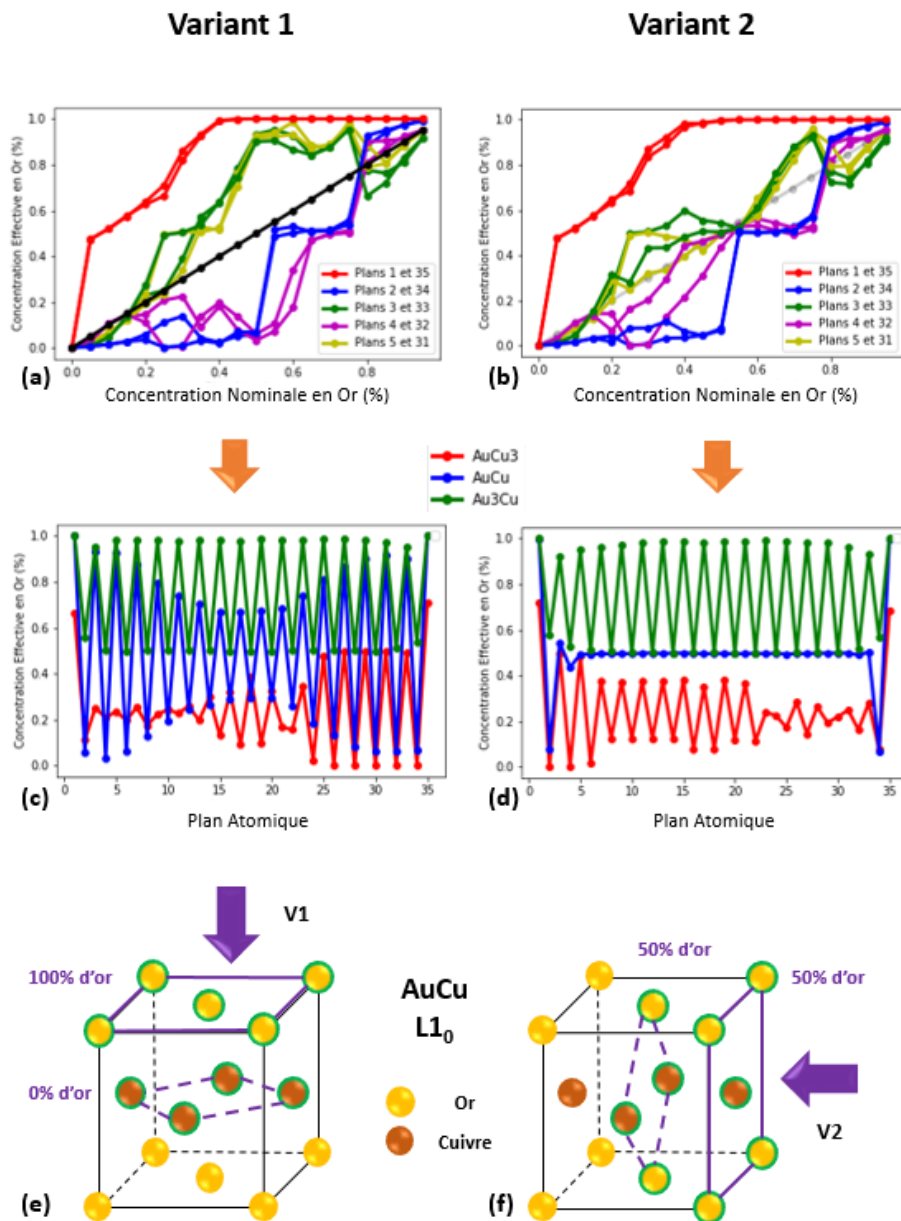 Variant 1
Variant 2
Concentration Effective en Or (%)
1.0
0.8
0.6
0.4
0.2
0.0
Plans 1 et 35
Plans 2 et 34
Plans 3 et 33
Plans 4 et 32
Plans 5 et 31
0.0 0.2 0.4 0.6 0.8
(a)
Concentration Nominale en Or (%)
Concentration Effective en Or (%)
1.0
0.8
0.6
0.4
0.2
0.0
Plans 1 et 35
Plans 2 et 34
Plans 3 et 33
Plans 4 et 32
Plans 5 et 31
0.0 0.2 0.4 0.6 0.8
(b)
Concentration Nominale en Or (%)
AuCu3
AuCu
Au3Cu
Concentration Effective en Or (%)
1.0
0.8
0.6
0.4
0.2
0.0
0 5 10 15 20 25 30 35
(c)
Plan Atomique
Concentration Effective en Or (%)
1.0
0.8
0.6
0.4
0.2
0.0
0 5 10 15 20 25 30 35
(d)
Plan Atomique
V1
100% d'or
0% d'or
(e)
AuCu
L1₀
Or
Cuivre
50% d'or
50% d'or
V2
(f)